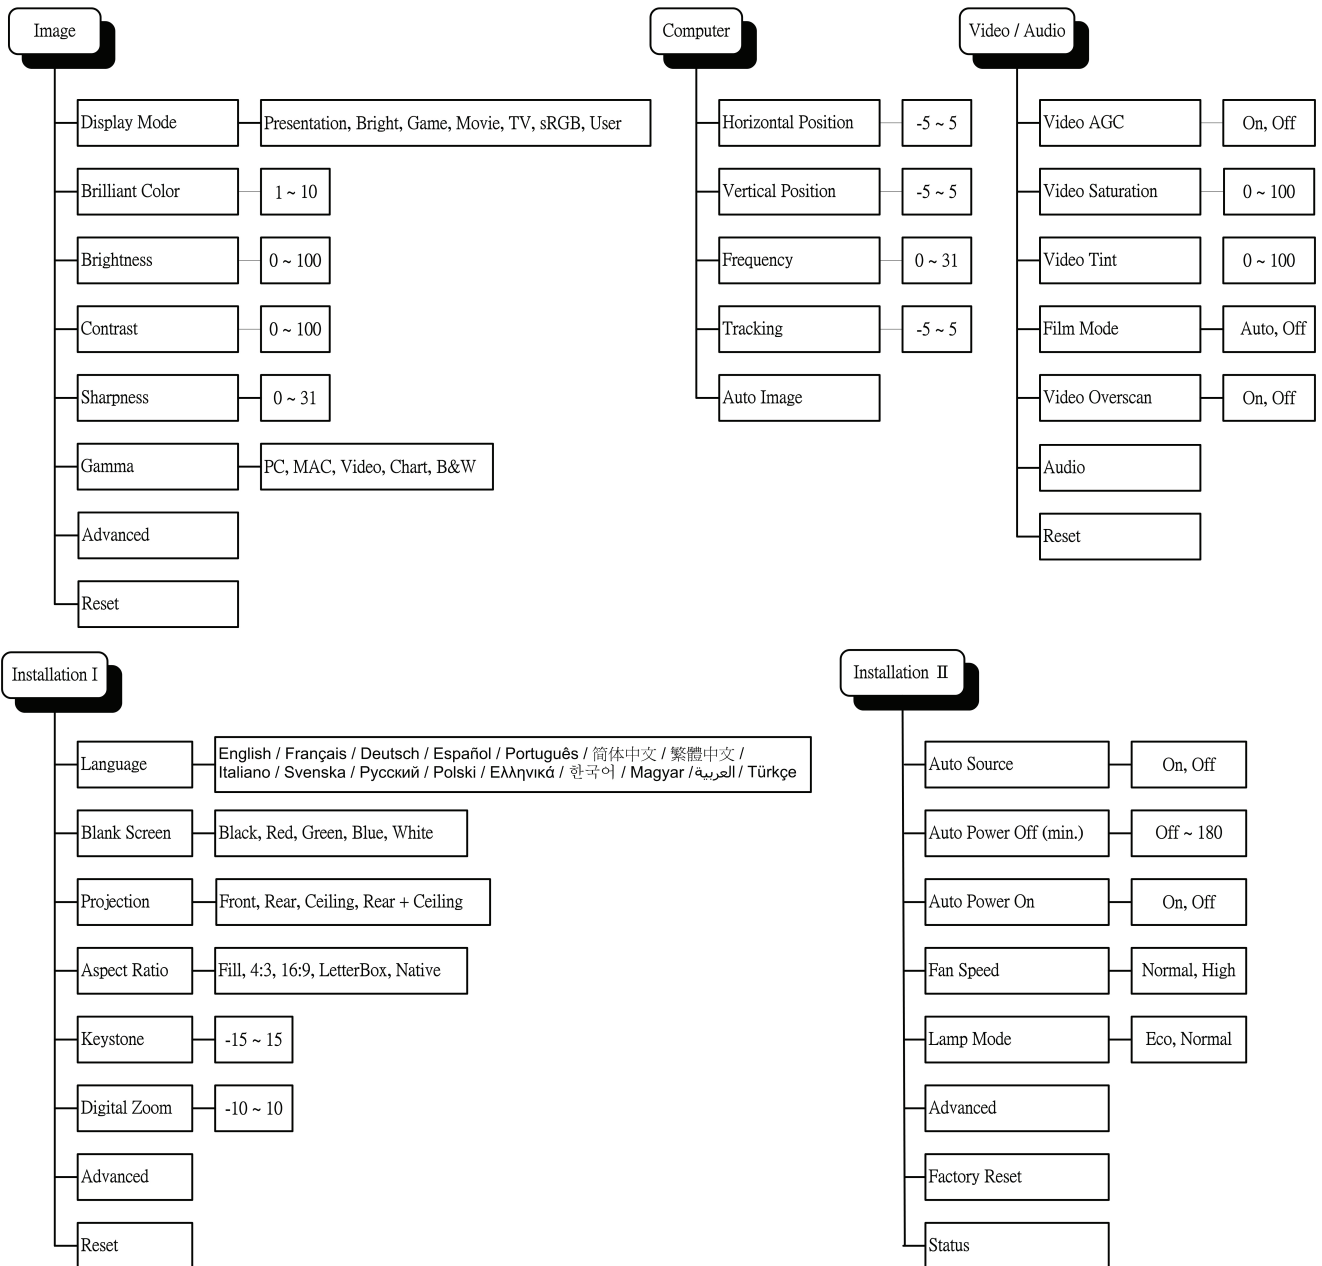 Image
Display Mode
Presentation, Bright, Game, Movie, TV, sRGB, User
Brilliant Color
1 ~ 10
Brightness
0 ~ 100
Contrast
0 ~ 100
Sharpness
0 ~ 31
Gamma
PC, MAC, Video, Chart, B&W
Advanced
Reset
Computer
Horizontal Position
-5 ~ 5
Vertical Position
-5 ~ 5
Frequency
0 ~ 31
Tracking
-5 ~ 5
Auto Image
Video / Audio
Video AGC
On, Off
Video Saturation
0 ~ 100
Video Tint
0 ~ 100
Film Mode
Auto, Off
Video Overscan
On, Off
Audio
Reset
Installation I
Language
English / Français / Deutsch / Español / Português / 简体中文 / 繁體中文 /
Italiano / Svenska / Русский / Polski / Ελληνικά / 한국어 / Magyar / العربية / Türkçe
Blank Screen
Black, Red, Green, Blue, White
Projection
Front, Rear, Ceiling, Rear + Ceiling
Aspect Ratio
Fill, 4:3, 16:9, LetterBox, Native
Keystone
-15 ~ 15
Digital Zoom
-10 ~ 10
Advanced
Reset
Installation II
Auto Source
On, Off
Auto Power Off (min.)
Off ~ 180
Auto Power On
On, Off
Fan Speed
Normal, High
Lamp Mode
Eco, Normal
Advanced
Factory Reset
Status